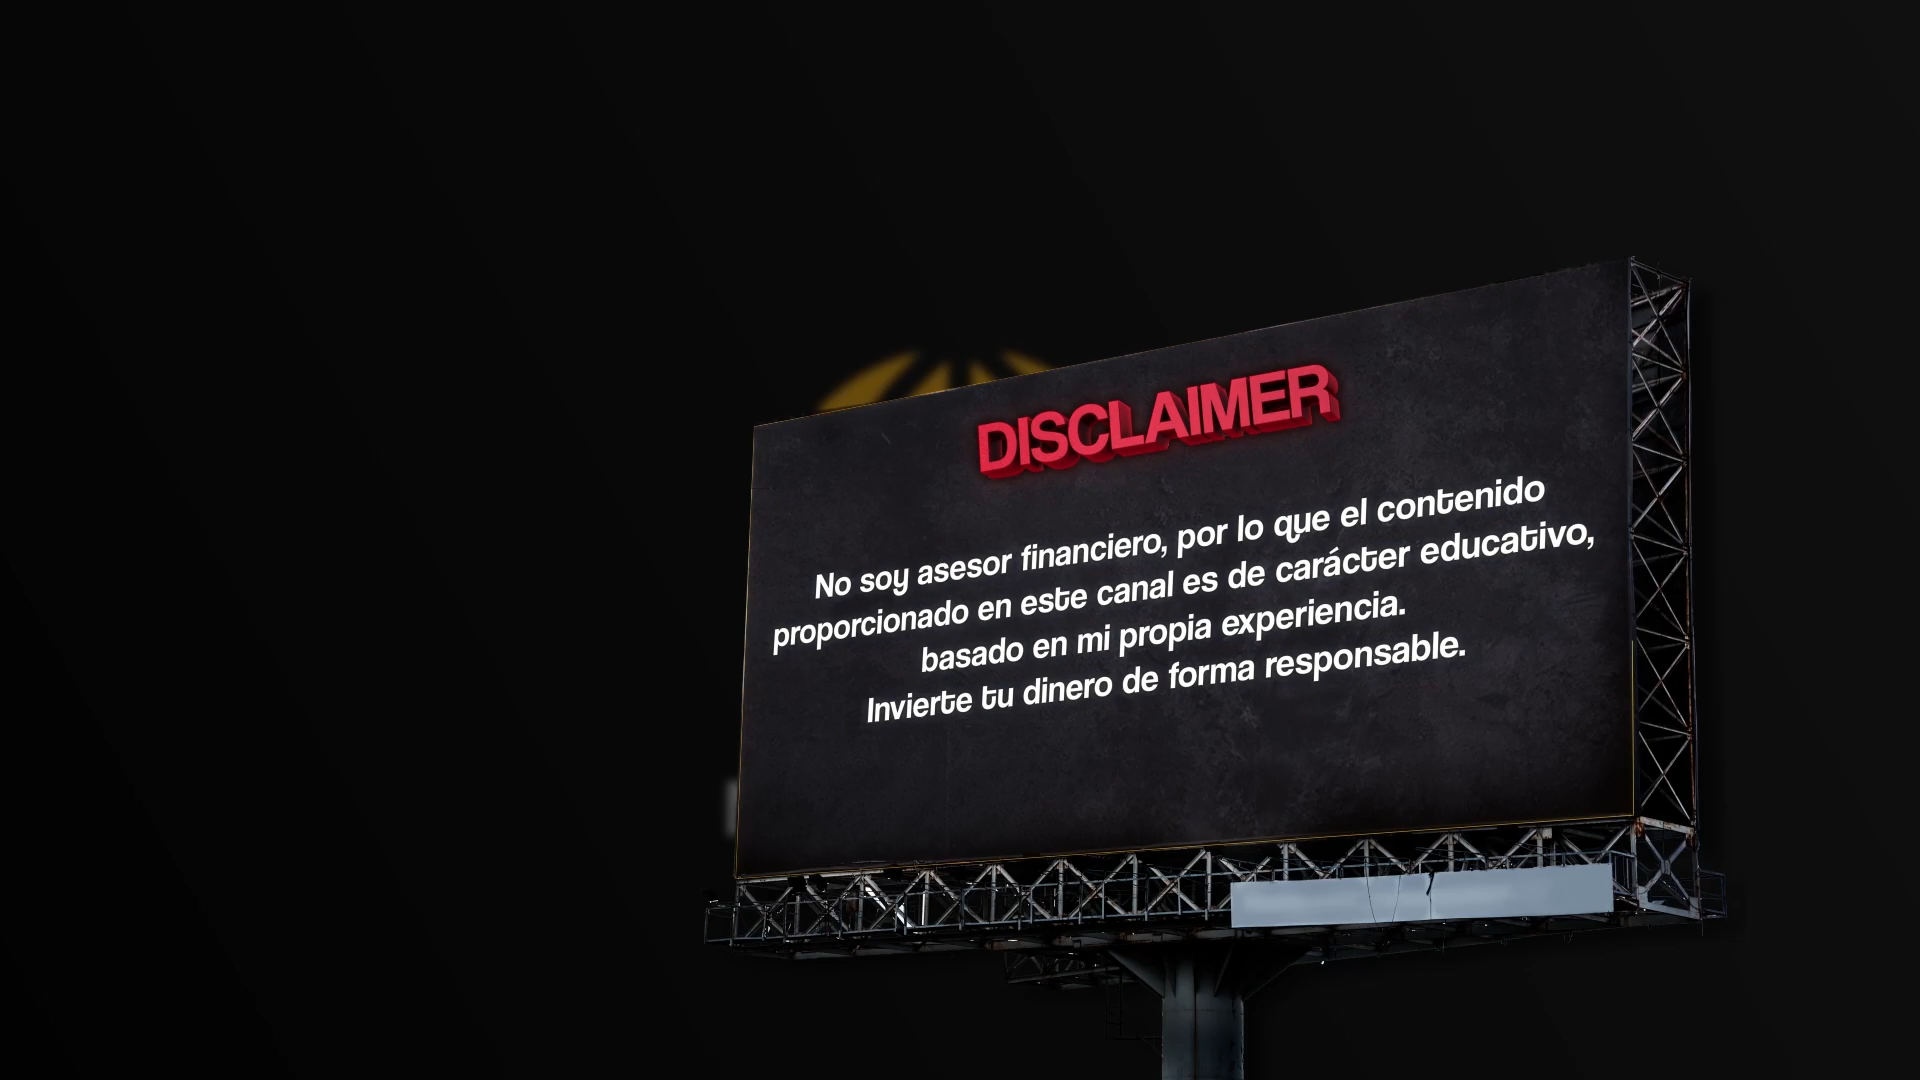 DISCLAIMER
No soy asesor financiero, por lo que el contenido
proporcionado en este canal es de carácter educativo,
basado en mi propia experiencia.
Invierte tu dinero de forma responsable.